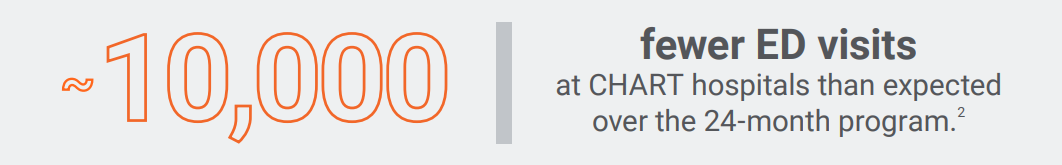 ~10,000
fewer ED visits
at CHART hospitals than expected
over the 24-month program.2